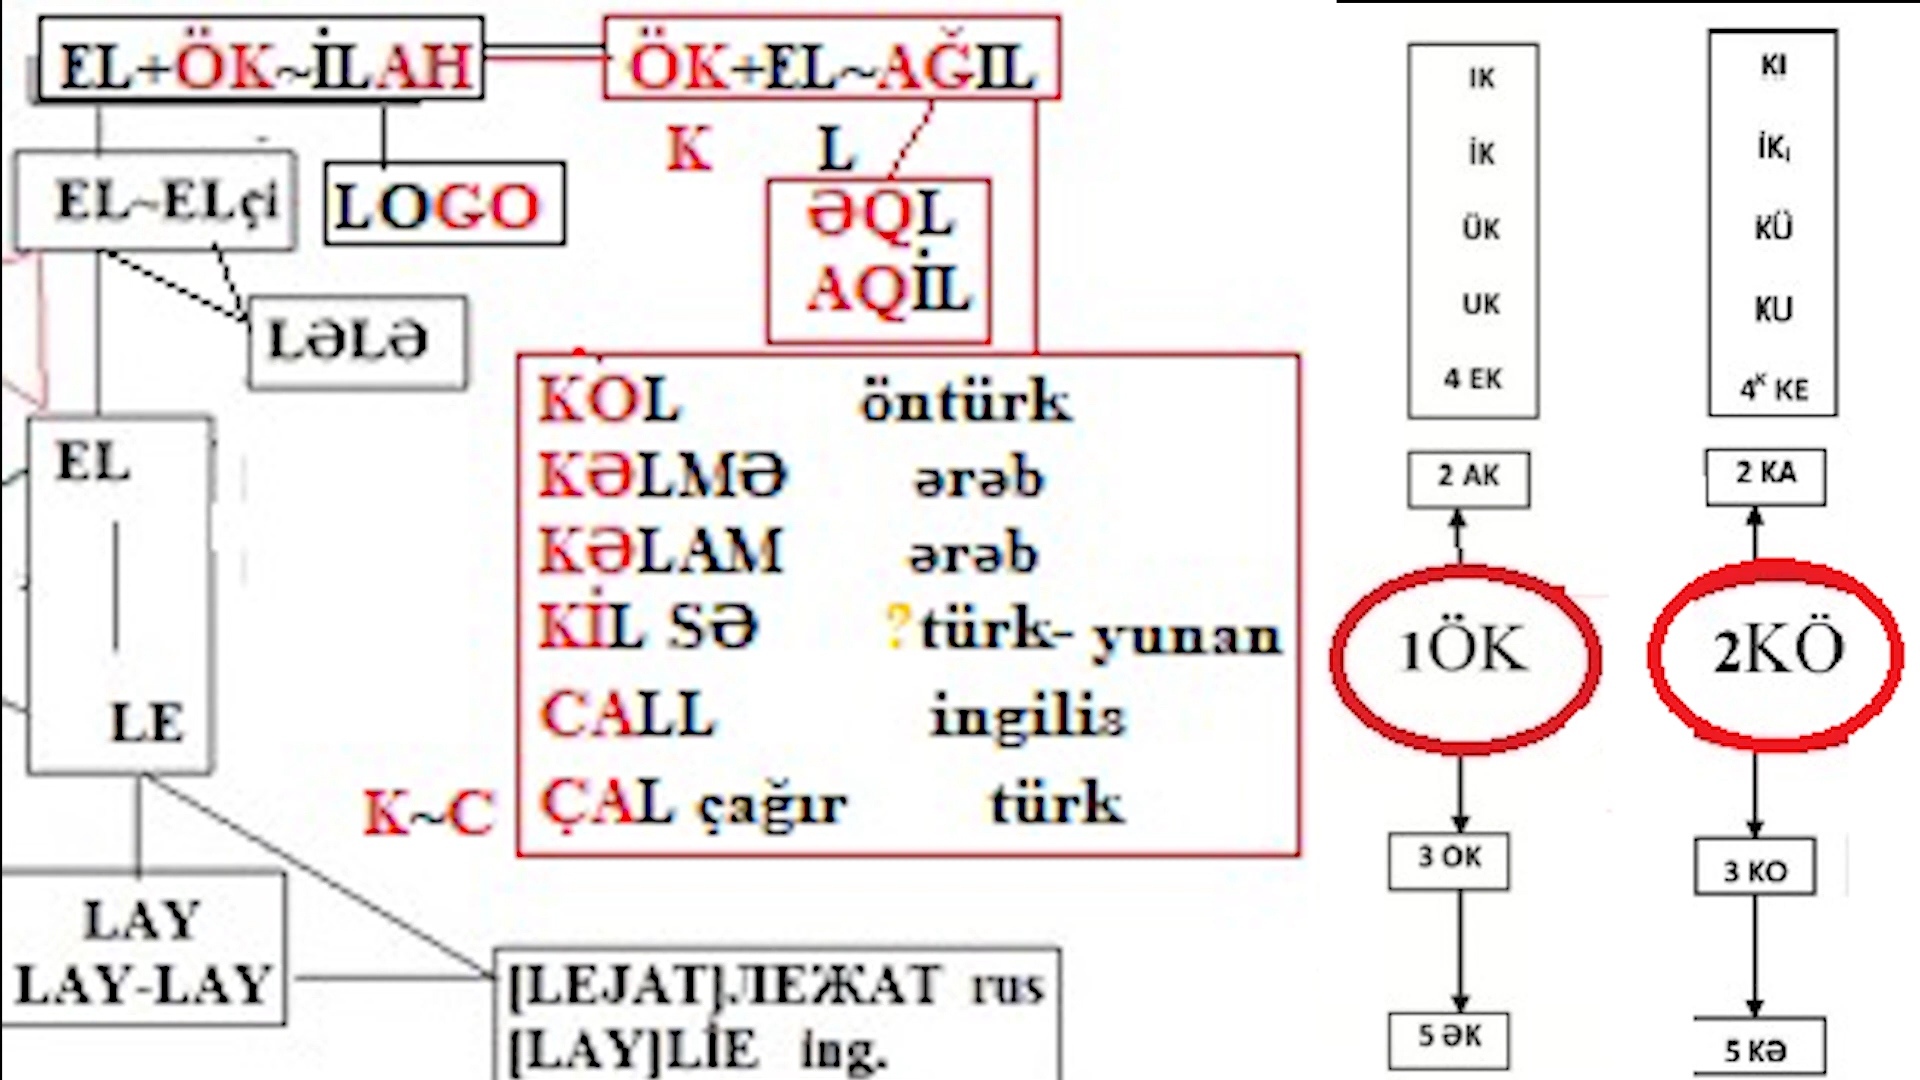 EL+ÖK~İLAH
ÖK+EL~AĞIL
K L
EL~ELçi
LOGO
ƏQL
AQİL
LƏLƏ
KÖL öntürk
KƏLMƏ ərəb
KƏLAM ərəb
KİL SƏ ?türk- yunan
CALL ingilis
K~C
ÇAL çağır türk
EL
LE
LAY
LAY-LAY
[LEJAT]ЛЕЖАТ rus
[LAY]LİE ing.
IK
İK
ÜK
UK
4 EK
2 AK
1ÖK
3 OK
5 ƏK
KI
İKı
KÜ
KU
4ᴷ KE
2 KA
2KÖ
3 KO
5 KƏ